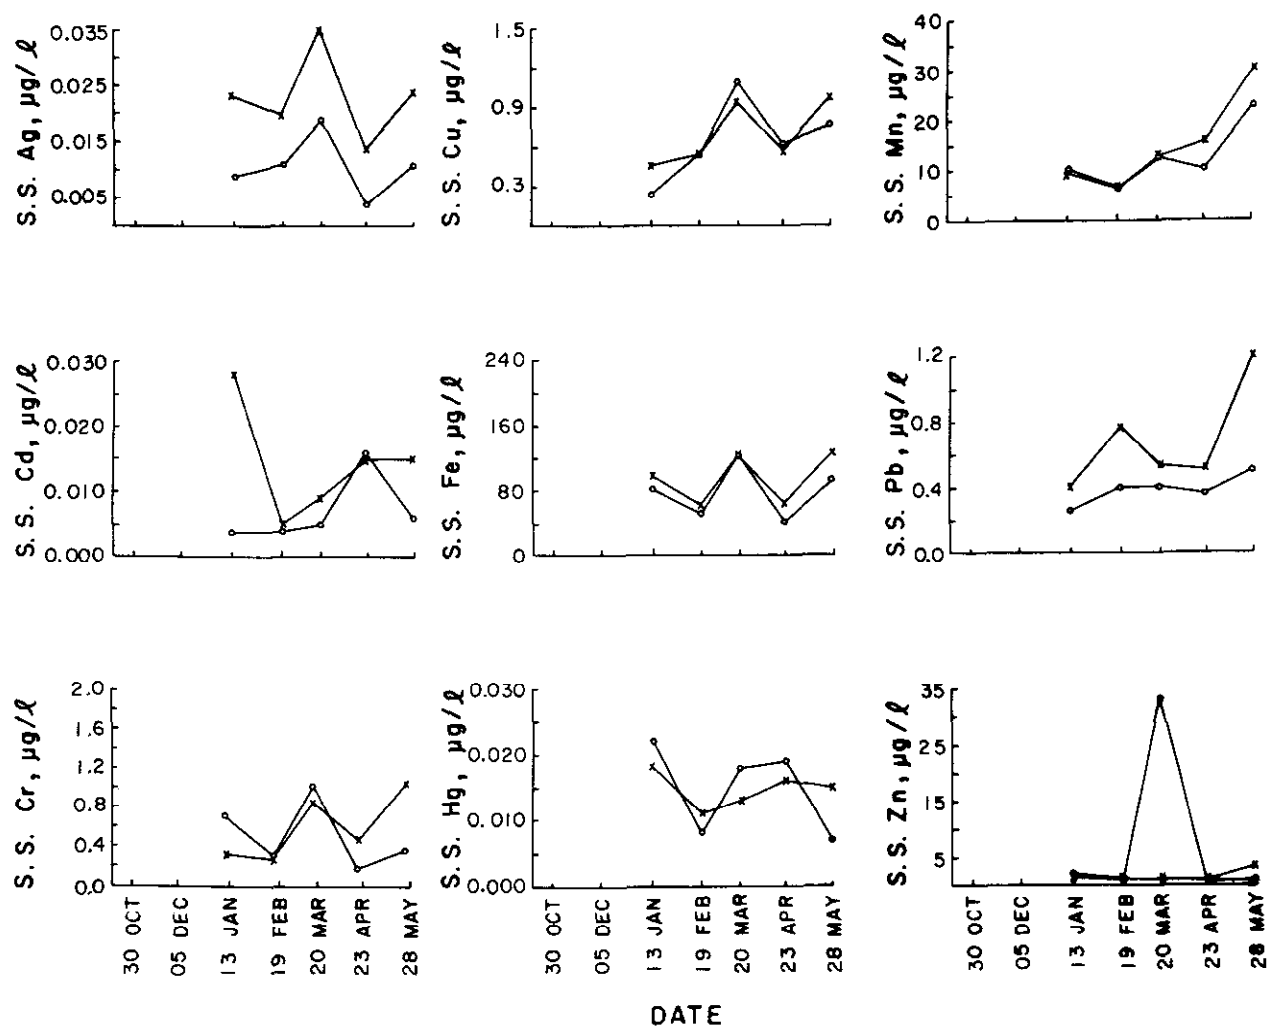 S. S. Ag, μg/ℓ
0.035
0.025
0.015
0.005
S. S. Cu, μg/ℓ
1.5
0.9
0.3
S. S. Mn, μg/ℓ
40
30
20
10
0
S. S. Cd, μg/ℓ
0.030
0.020
0.010
0.000
S. S. Fe, μg/ℓ
240
160
80
0
S. S. Pb, μg/ℓ
1.2
0.8
0.4
0.0
S. S. Cr, μg/ℓ
2.0
1.6
1.2
0.8
0.4
0.0
30 OCT
05 DEC
13 JAN
19 FEB
20 MAR
23 APR
28 MAY
S. S. Hg, μg/ℓ
0.030
0.020
0.010
0.000
30 OCT
05 DEC
13 JAN
19 FEB
20 MAR
23 APR
28 MAY
S. S. Zn, μg/ℓ
35
25
15
5
30 OCT
05 DEC
13 JAN
19 FEB
20 MAR
23 APR
28 MAY
DATE